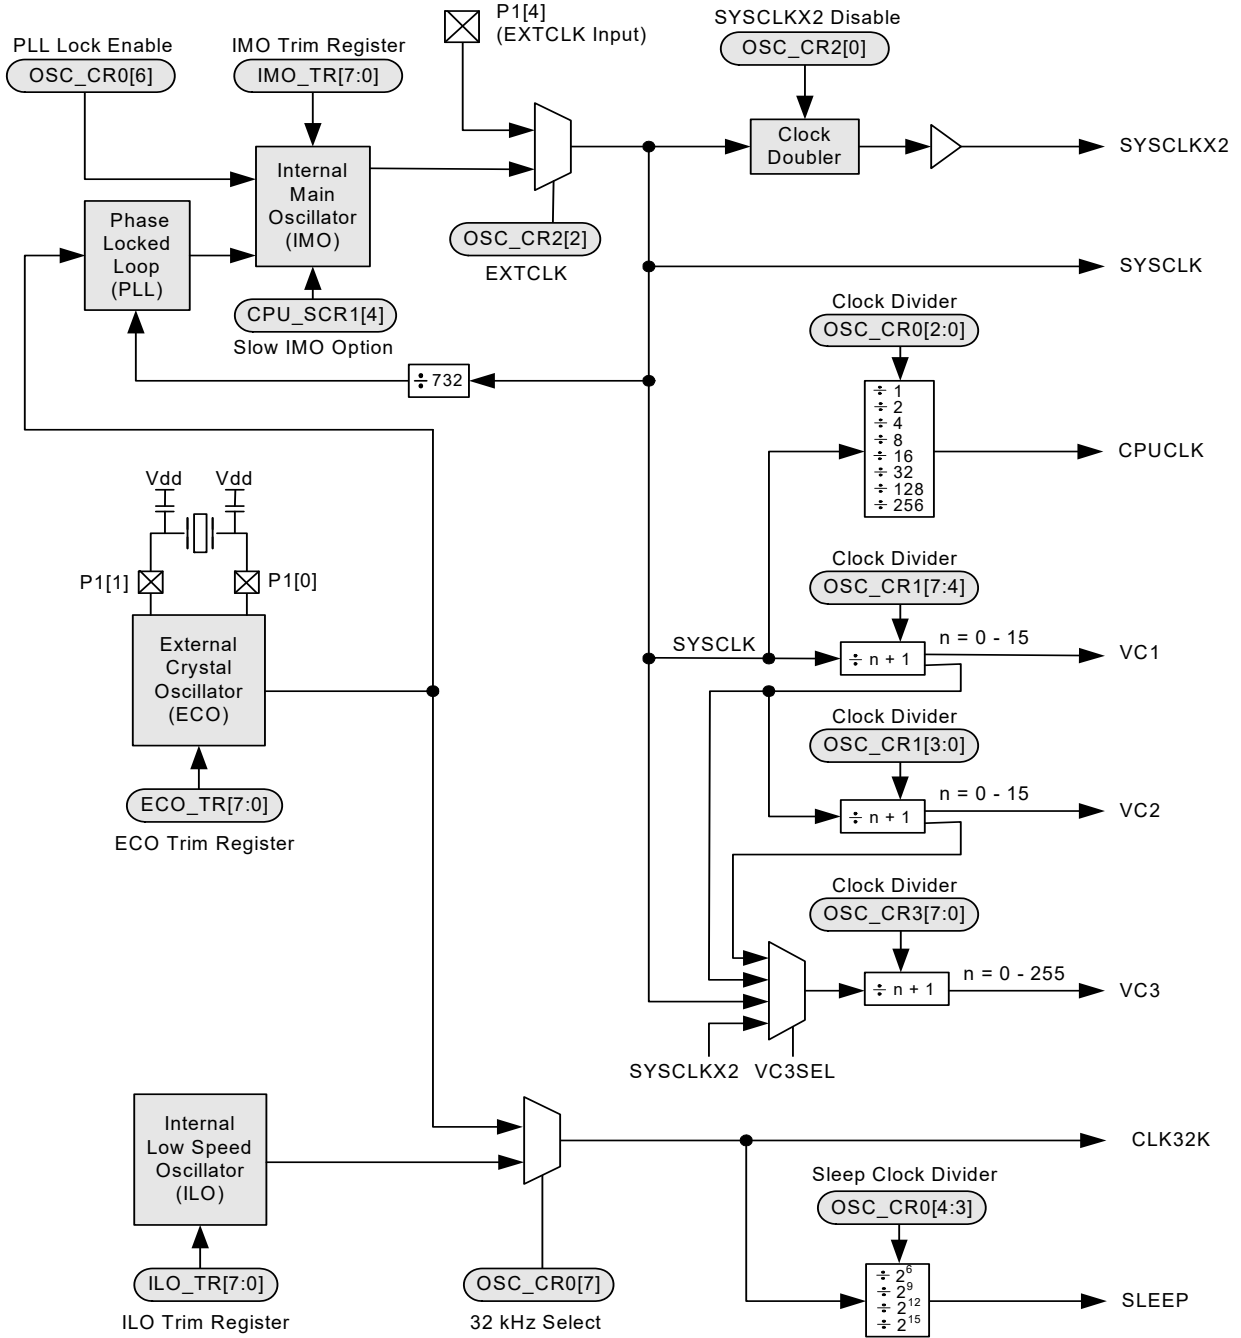 P1[4]
(EXTCLK Input)
SYSCLKX2 Disable
OSC_CR2[0]
PLL Lock Enable
OSC_CR0[6]
IMO Trim Register
IMO_TR[7:0]
Clock
Doubler
SYSCLKX2
Internal
Main
Oscillator
(IMO)
Phase
Locked
Loop
(PLL)
OSC_CR2[2]
EXTCLK
SYSCLK
CPU_SCR1[4]
Slow IMO Option
÷ 732
Clock Divider
OSC_CR0[2:0]
÷ 1
÷ 2
÷ 4
÷ 8
÷ 16
÷ 32
÷ 128
÷ 256
CPUCLK
Vdd
Vdd
P1[1]
P1[0]
External
Crystal
Oscillator
(ECO)
ECO_TR[7:0]
ECO Trim Register
Clock Divider
OSC_CR1[7:4]
SYSCLK
÷ n + 1
n = 0 - 15
VC1
Clock Divider
OSC_CR1[3:0]
÷ n + 1
n = 0 - 15
VC2
Clock Divider
OSC_CR3[7:0]
÷ n + 1
n = 0 - 255
VC3
SYSCLKX2
VC3SEL
Internal
Low Speed
Oscillator
(ILO)
ILO_TR[7:0]
ILO Trim Register
OSC_CR0[7]
32 kHz Select
CLK32K
Sleep Clock Divider
OSC_CR0[4:3]
÷ 2⁶
÷ 2⁹
÷ 2¹²
÷ 2¹⁵
SLEEP